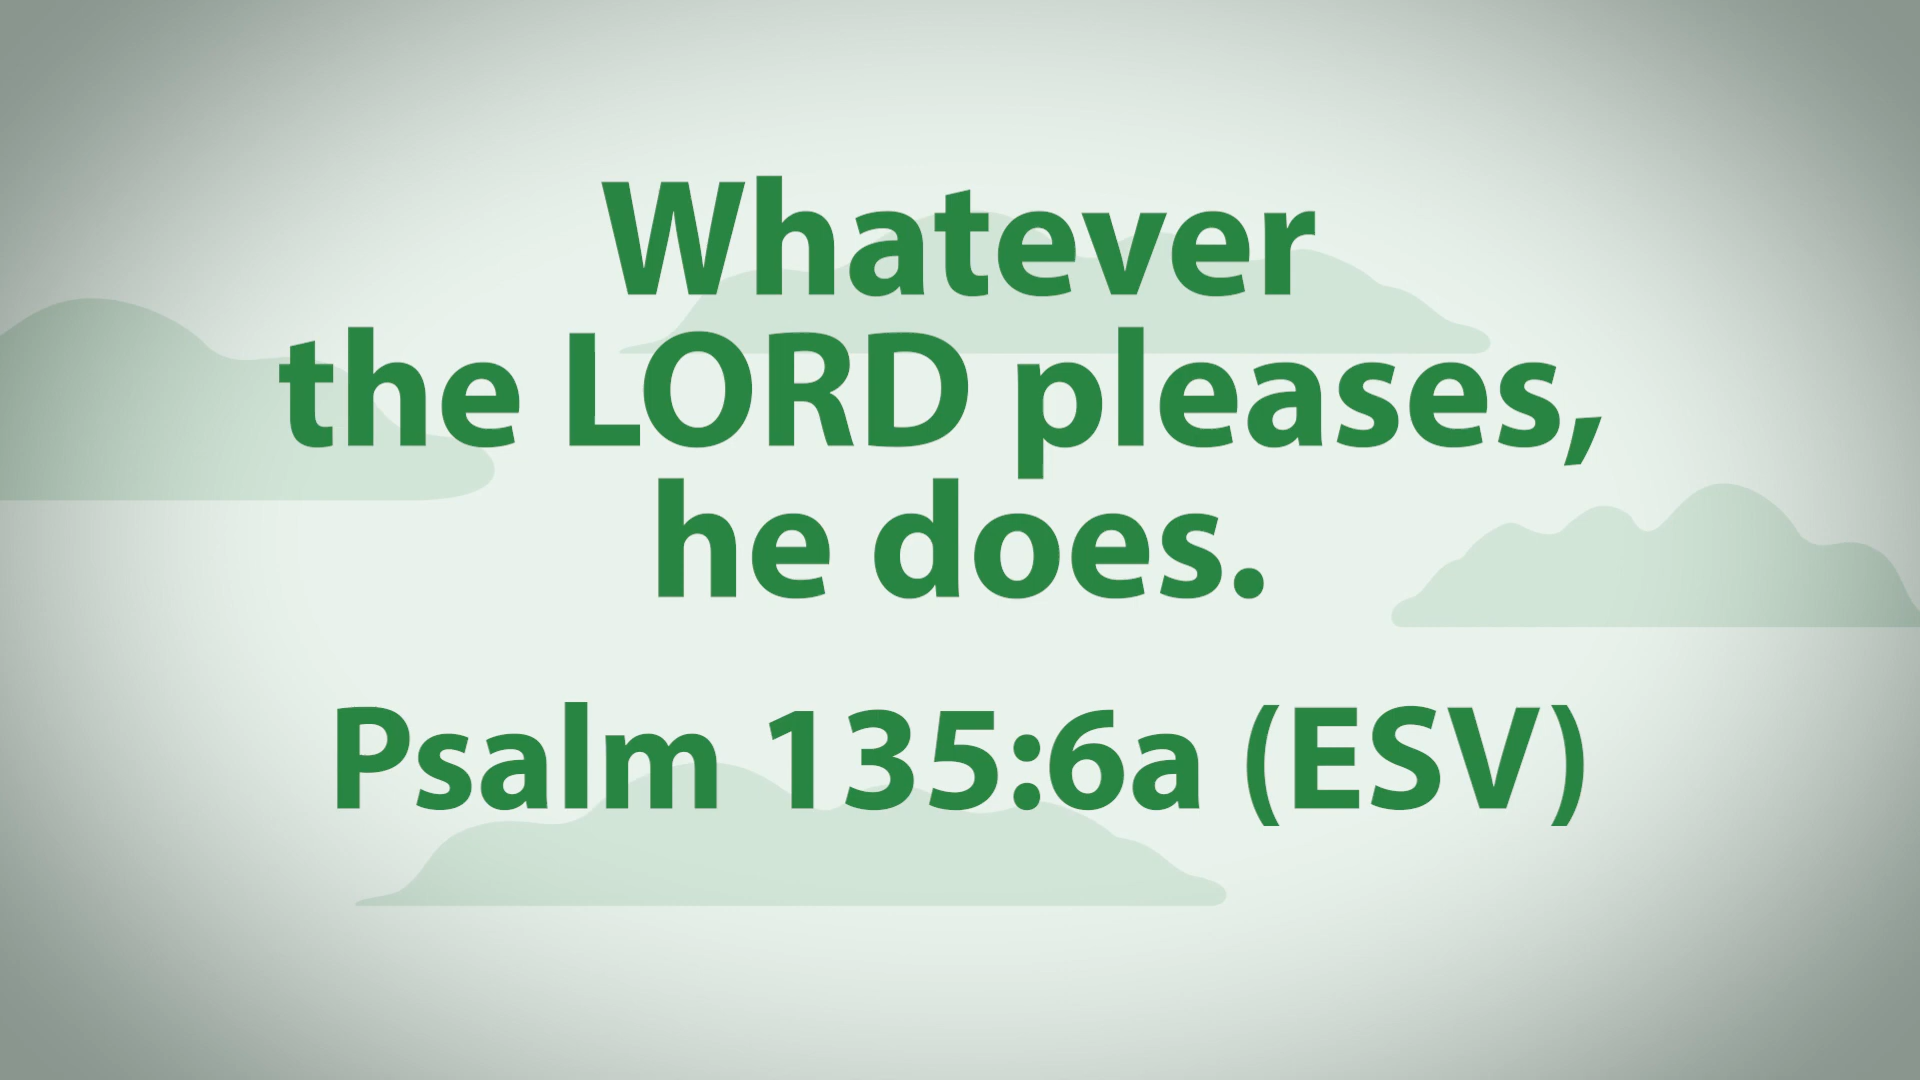 Whatever
the LORD pleases,
he does.
Psalm 135:6a (ESV)